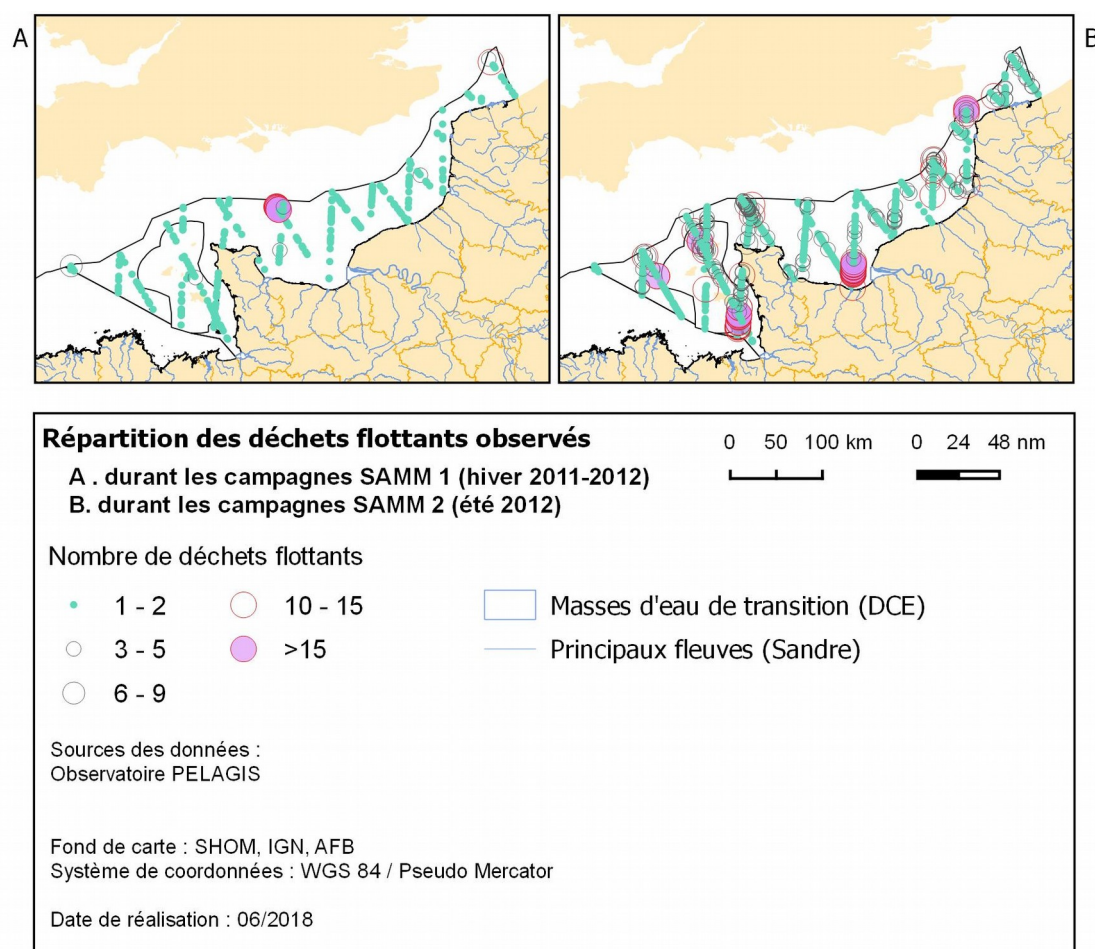 A
B
Répartition des déchets flottants observés
A . durant les campagnes SAMM 1 (hiver 2011-2012)
B. durant les campagnes SAMM 2 (été 2012)
0 50 100 km
0 24 48 nm
Nombre de déchets flottants
1 - 2
3 - 5
6 - 9
10 - 15
>15
Masses d'eau de transition (DCE)
Principaux fleuves (Sandre)
Sources des données :
Observatoire PELAGIS
Fond de carte : SHOM, IGN, AFB
Système de coordonnées : WGS 84 / Pseudo Mercator
Date de réalisation : 06/2018